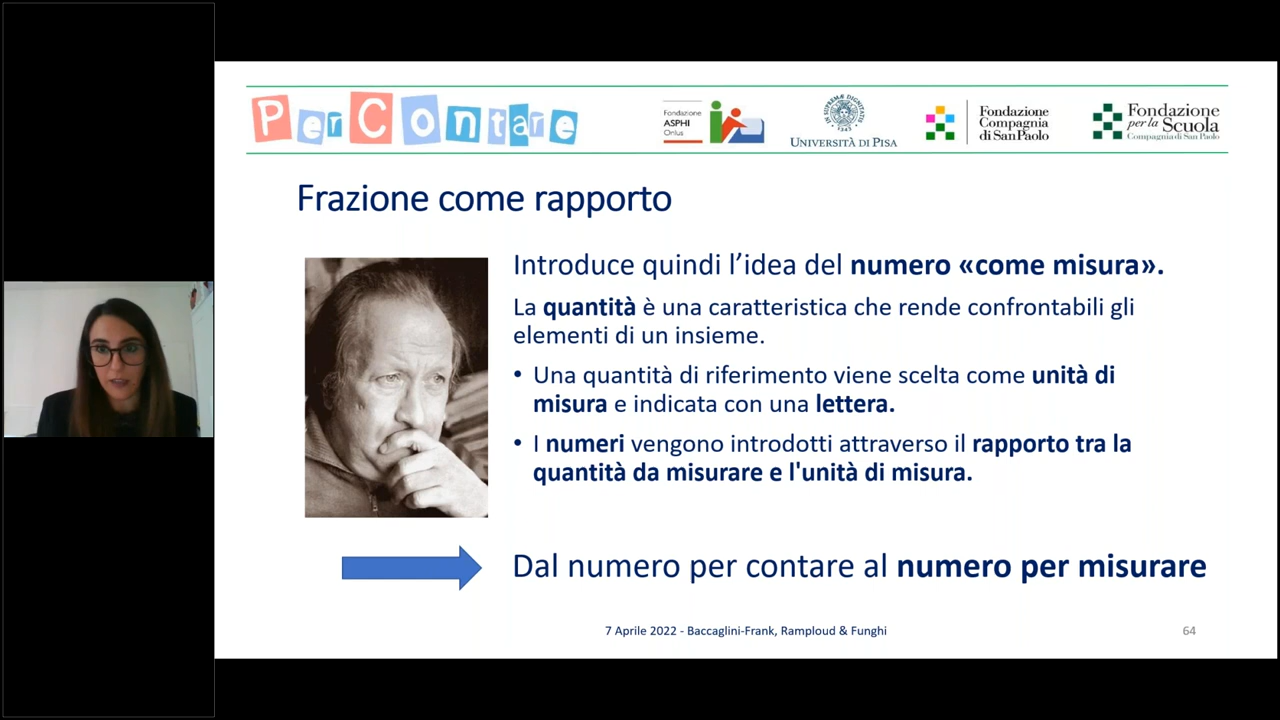 PerContare
Fondazione
ASPHI
Onlus
IN SUPREMÆ DIGNITATIS
1343
UNIVERSITÀ DI PISA
Fondazione
Compagnia
di San Paolo
Fondazione
per la Scuola
Compagnia di San Paolo
Frazione come rapporto
Introduce quindi l’idea del numero «come misura».
La quantità è una caratteristica che rende confrontabili gli
elementi di un insieme.
• Una quantità di riferimento viene scelta come unità di
misura e indicata con una lettera.
• I numeri vengono introdotti attraverso il rapporto tra la
quantità da misurare e l'unità di misura.
Dal numero per contare al numero per misurare
7 Aprile 2022 - Baccaglini-Frank, Ramploud & Funghi
64